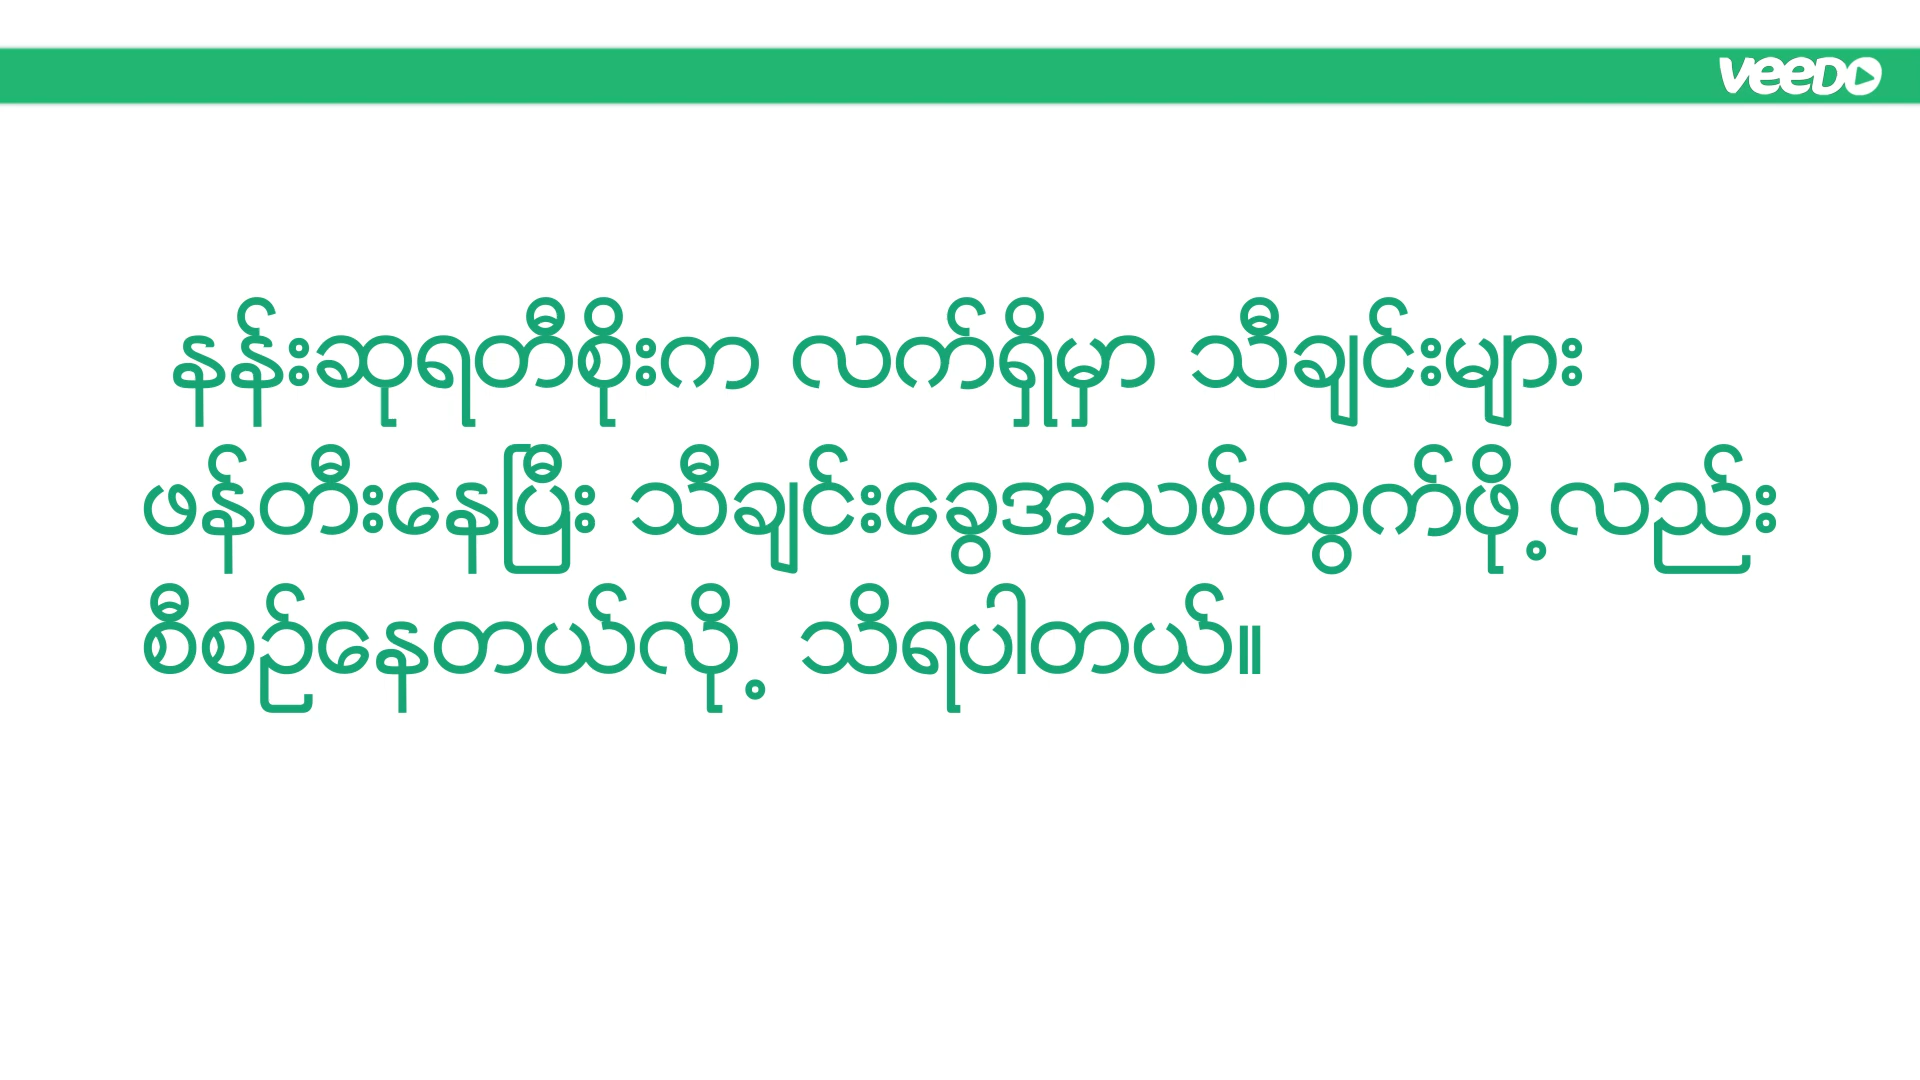 VEEDO
နန်းဆုရတီစိုးက လက်ရှိမှာ သီချင်းများ
ဖန်တီးနေပြီး သီချင်းခွေအသစ်ထွက်ဖို့လည်း
စီစဉ်နေတယ်လို့ သိရပါတယ်။